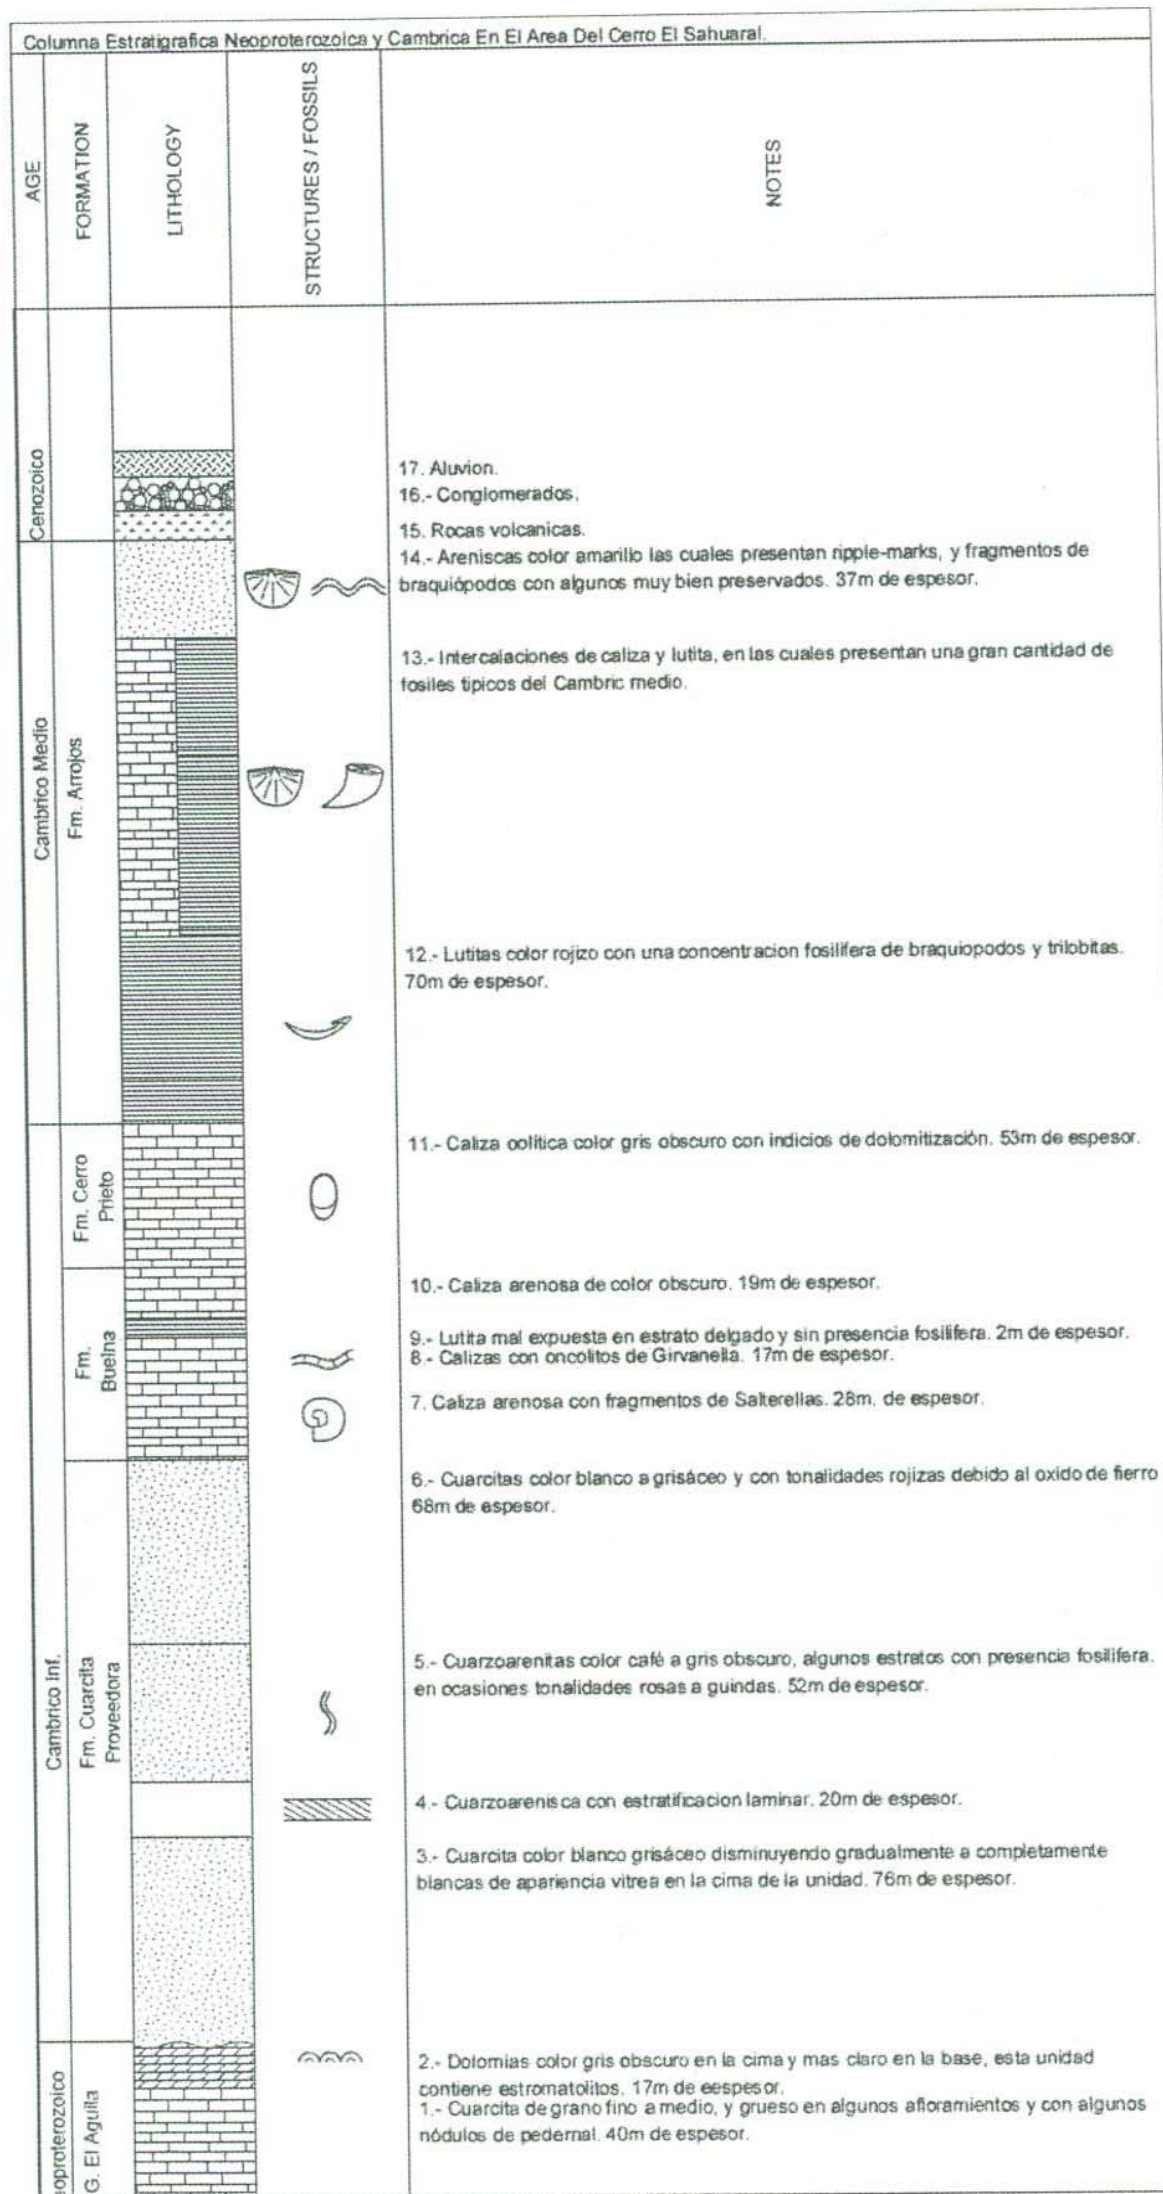 Columna Estratigrafica Neoproterozoica y Cambrica En El Area Del Cerro El Sahuaral.
AGE
FORMATION
LITHOLOGY
STRUCTURES / FOSSILS
NOTES
Cenozoico
17. Aluvion.
16.- Conglomerados.
15. Rocas volcanicas.
Cambrico Medio
Fm. Arrojos
14.- Areniscas color amarillo las cuales presentan ripple-marks, y fragmentos de
braquiópodos con algunos muy bien preservados. 37m de espesor.
13.- Intercalaciones de caliza y lutita, en las cuales presentan una gran cantidad de
fosiles tipicos del Cambric medio.
12.- Lutitas color rojizo con una concentracion fosilifera de braquiopodos y trilobitas.
70m de espesor.
Cambrico Inf.
Fm. Cerro
Prieto
11.- Caliza oolitica color gris obscuro con indicios de dolomitización. 53m de espesor.
Fm.
Buelna
10.- Caliza arenosa de color obscuro. 19m de espesor.
9.- Lutita mal expuesta en estrato delgado y sin presencia fosilifera. 2m de espesor.
8.- Calizas con oncolitos de Girvanella. 17m de espesor.
7. Caliza arenosa con fragmentos de Salterellas. 28m. de espesor.
Fm. Cuarcita
Proveedora
6.- Cuarcitas color blanco a grisáceo y con tonalidades rojizas debido al oxido de fierro
68m de espesor.
5.- Cuarzoarenitas color café a gris obscuro, algunos estratos con presencia fosilifera.
en ocasiones tonalidades rosas a guindas. 52m de espesor.
4.- Cuarzoarenisca con estratificacion laminar. 20m de espesor.
3.- Cuarcita color blanco grisáceo disminuyendo gradualmente a completamente
blancas de apariencia vitrea en la cima de la unidad. 76m de espesor.
eoproterozoico
G. El Aguila
2.- Dolomias color gris obscuro en la cima y mas claro en la base, esta unidad
contiene estromatolitos. 17m de eespesor.
1.- Cuarcita de grano fino a medio, y grueso en algunos afloramientos y con algunos
nódulos de pedernal. 40m de espesor.